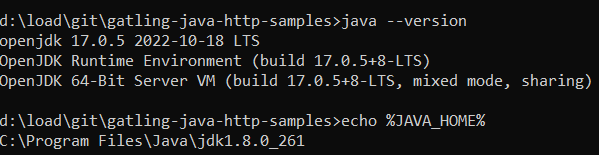 d:\load\git\gatling-java-http-samples>java --version
openjdk 17.0.5 2022-10-18 LTS
OpenJDK Runtime Environment (build 17.0.5+8-LTS)
OpenJDK 64-Bit Server VM (build 17.0.5+8-LTS, mixed mode, sharing)
d:\load\git\gatling-java-http-samples>echo %JAVA_HOME%
C:\Program Files\Java\jdk1.8.0_261